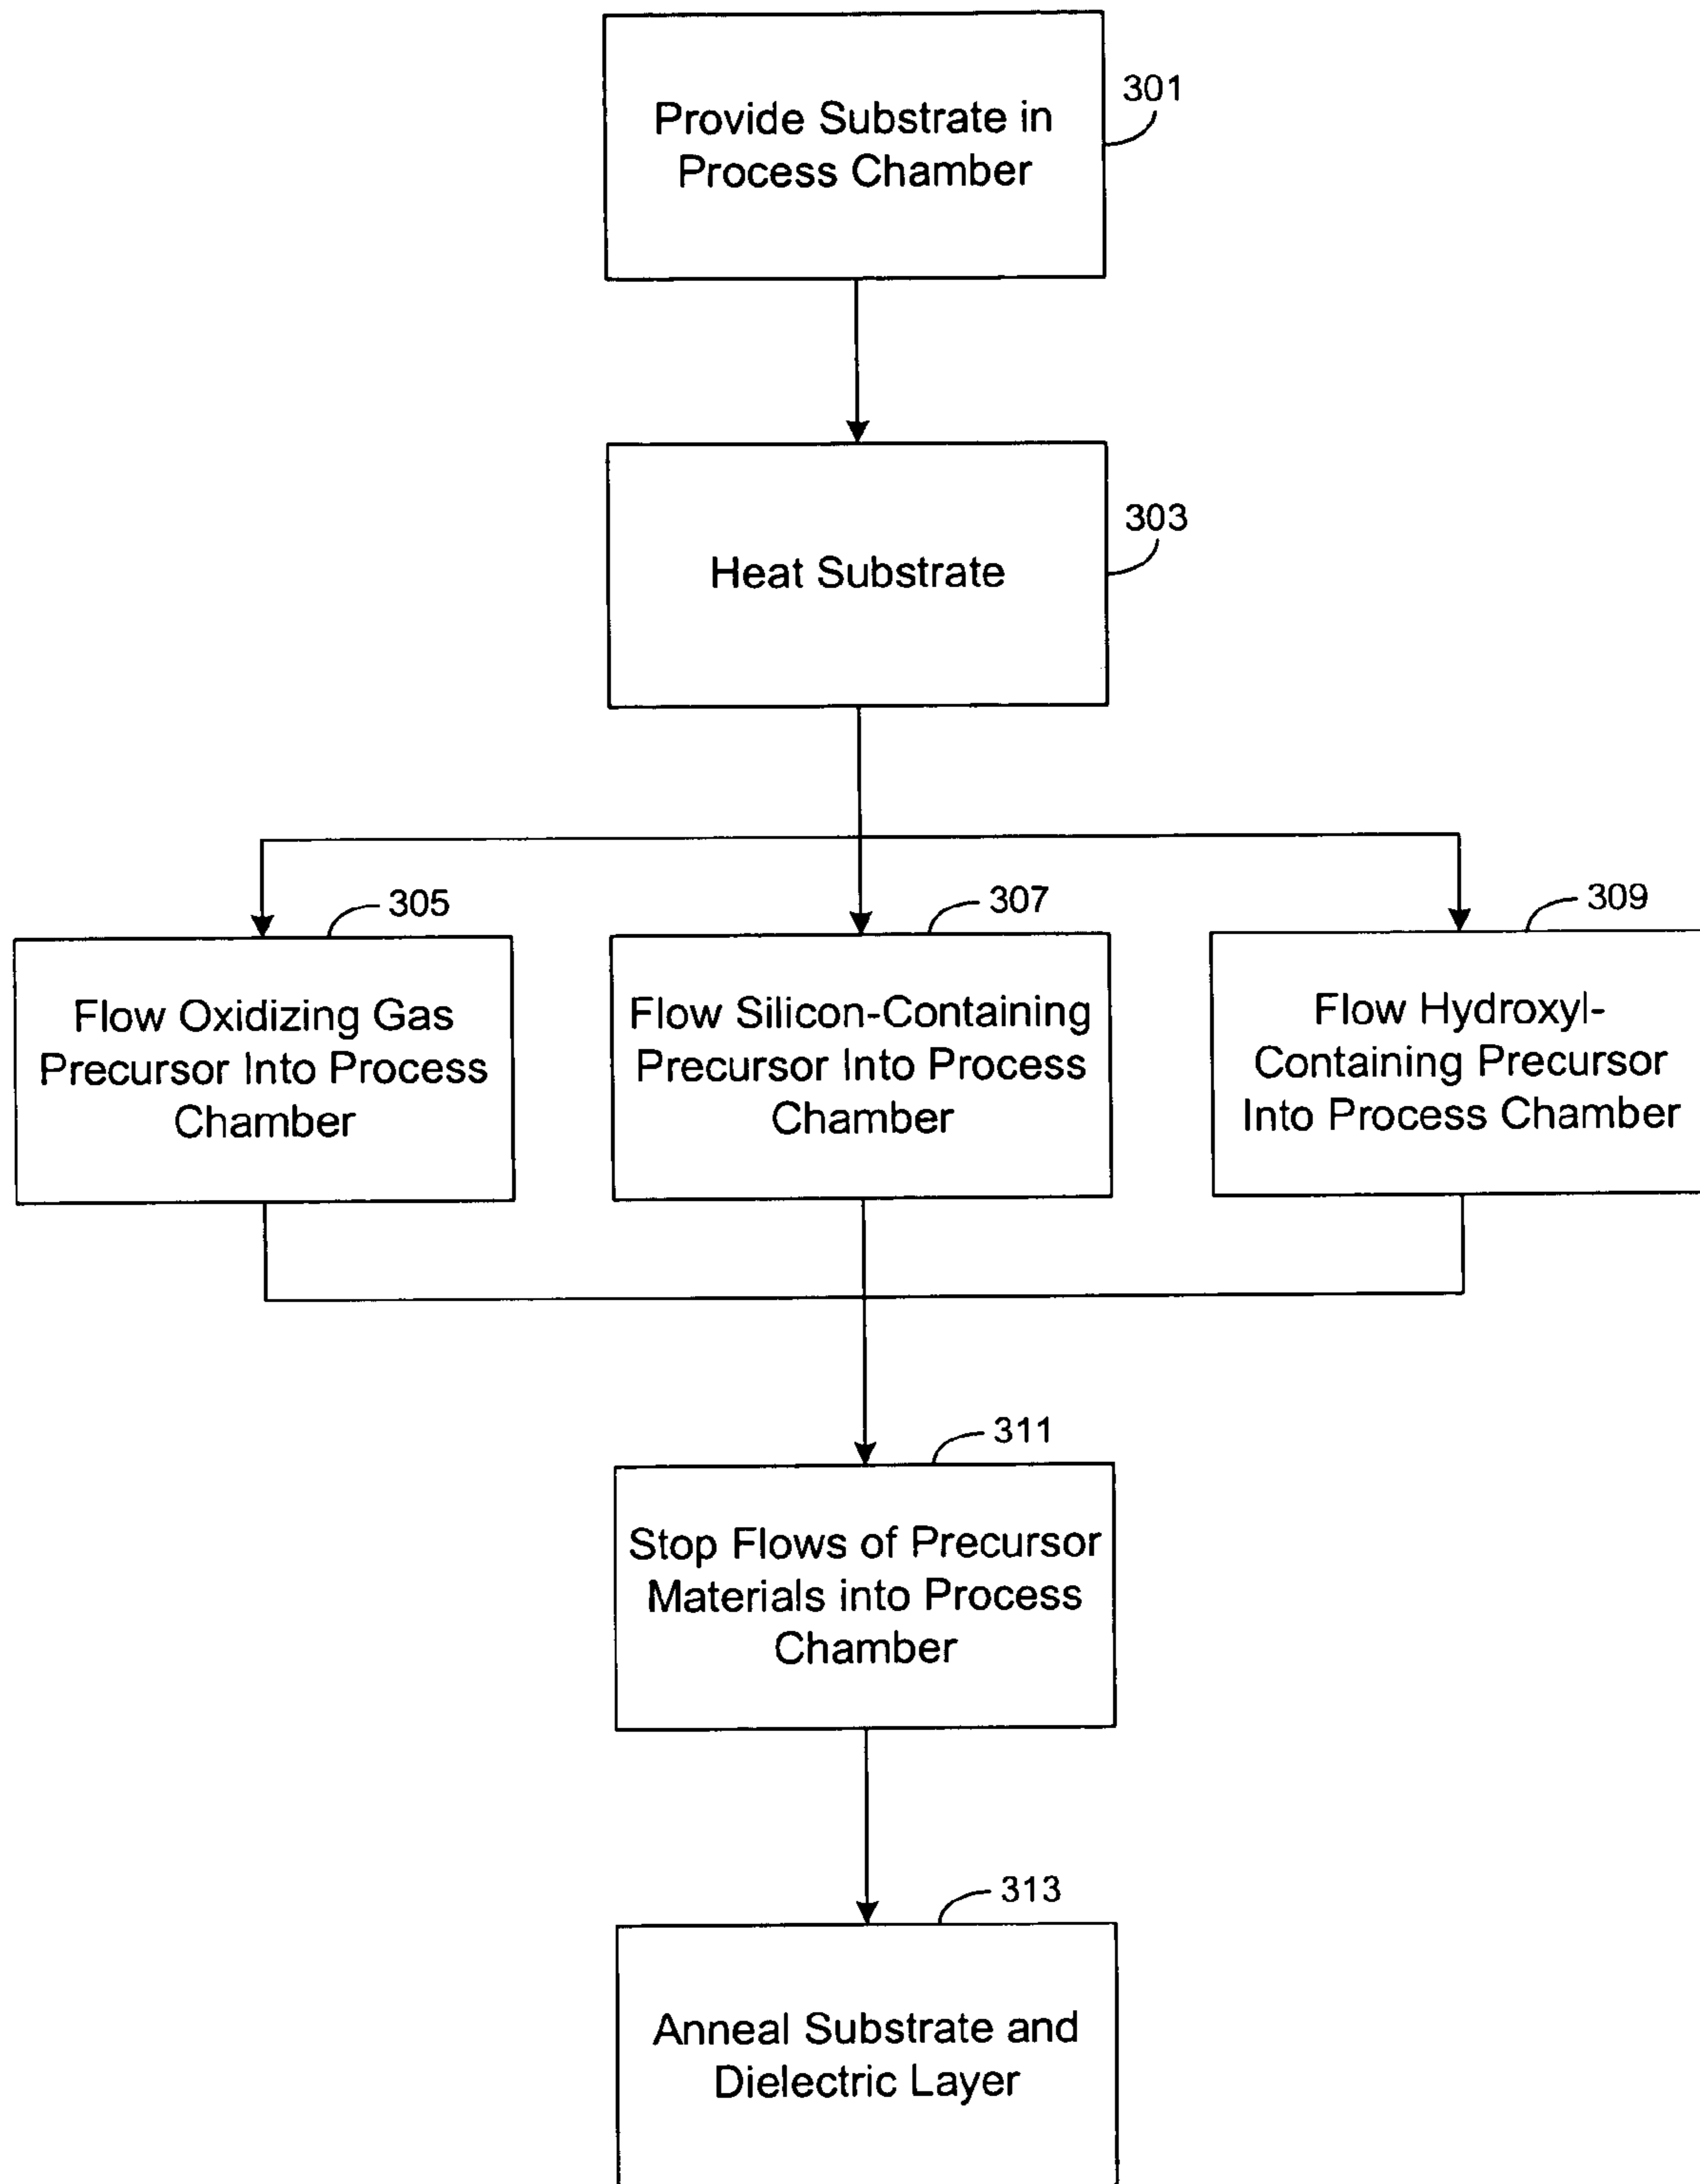 Provide Substrate in
Process Chamber
301
Heat Substrate
303
305
Flow Oxidizing Gas
Precursor Into Process
Chamber
307
Flow Silicon-Containing
Precursor Into Process
Chamber
309
Flow Hydroxyl-
Containing Precursor
Into Process Chamber
311
Stop Flows of Precursor
Materials into Process
Chamber
313
Anneal Substrate and
Dielectric Layer